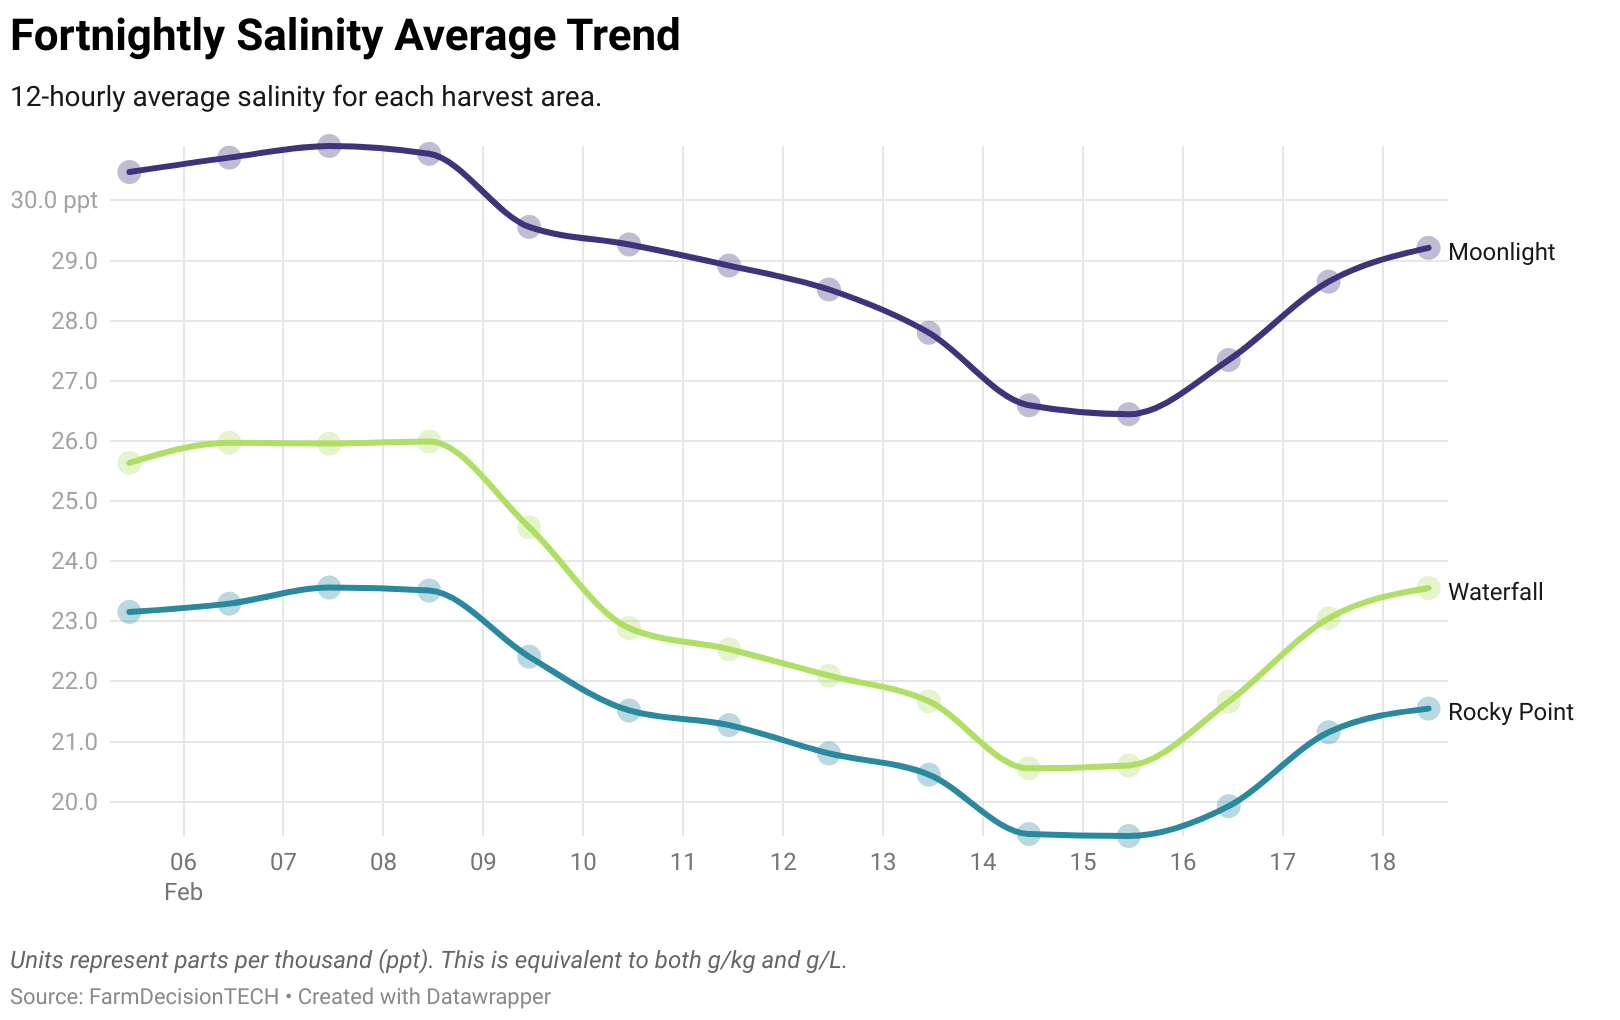 Fortnightly Salinity Average Trend
12-hourly average salinity for each harvest area.
30.0 ppt
29.0
28.0
27.0
26.0
25.0
24.0
23.0
22.0
21.0
20.0
Moonlight
Waterfall
Rocky Point
06 07 08 09 10 11 12 13 14 15 16 17 18
Feb
Units represent parts per thousand (ppt). This is equivalent to both g/kg and g/L.
Source: FarmDecisionTECH • Created with Datawrapper